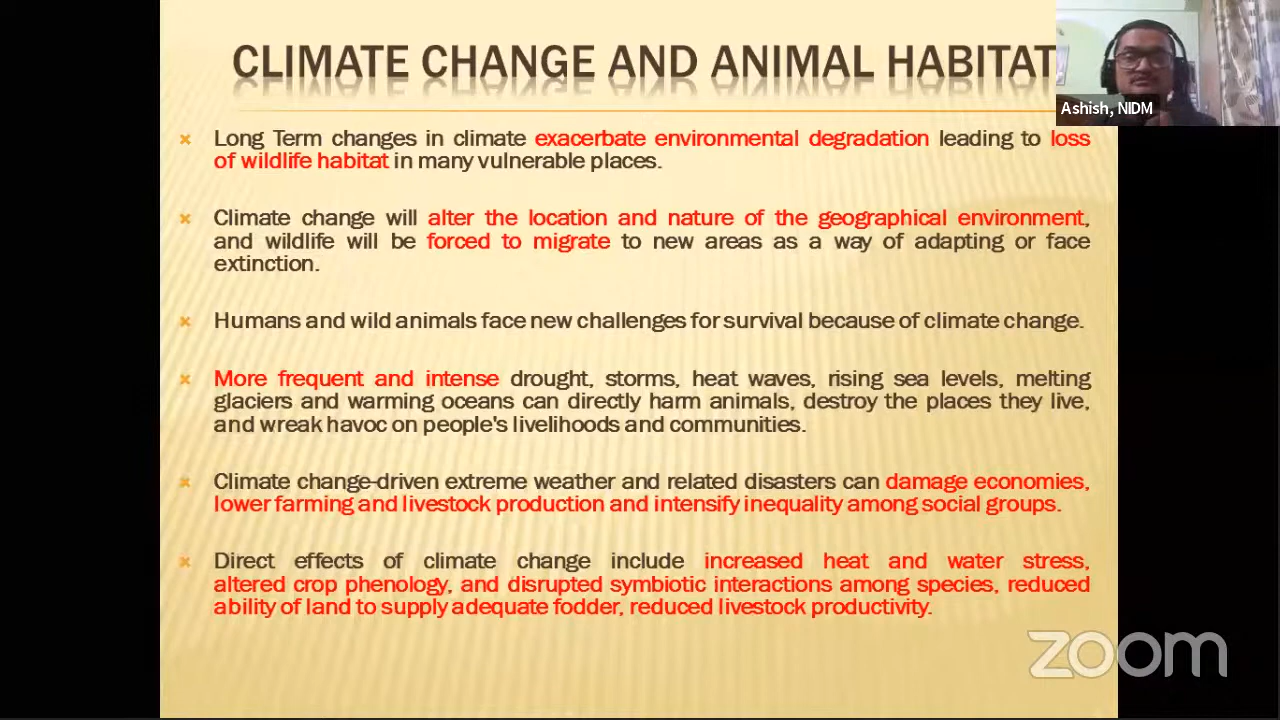 CLIMATE CHANGE AND ANIMAL HABITAT
Ashish, NIDM
Long Term changes in climate exacerbate environmental degradation leading to loss
of wildlife habitat in many vulnerable places.
Climate change will alter the location and nature of the geographical environment,
and wildlife will be forced to migrate to new areas as a way of adapting or face
extinction.
Humans and wild animals face new challenges for survival because of climate change.
More frequent and intense drought, storms, heat waves, rising sea levels, melting
glaciers and warming oceans can directly harm animals, destroy the places they live,
and wreak havoc on people's livelihoods and communities.
Climate change-driven extreme weather and related disasters can damage economies,
lower farming and livestock production and intensify inequality among social groups.
Direct effects of climate change include increased heat and water stress,
altered crop phenology, and disrupted symbiotic interactions among species, reduced
ability of land to supply adequate fodder, reduced livestock productivity.
zoom